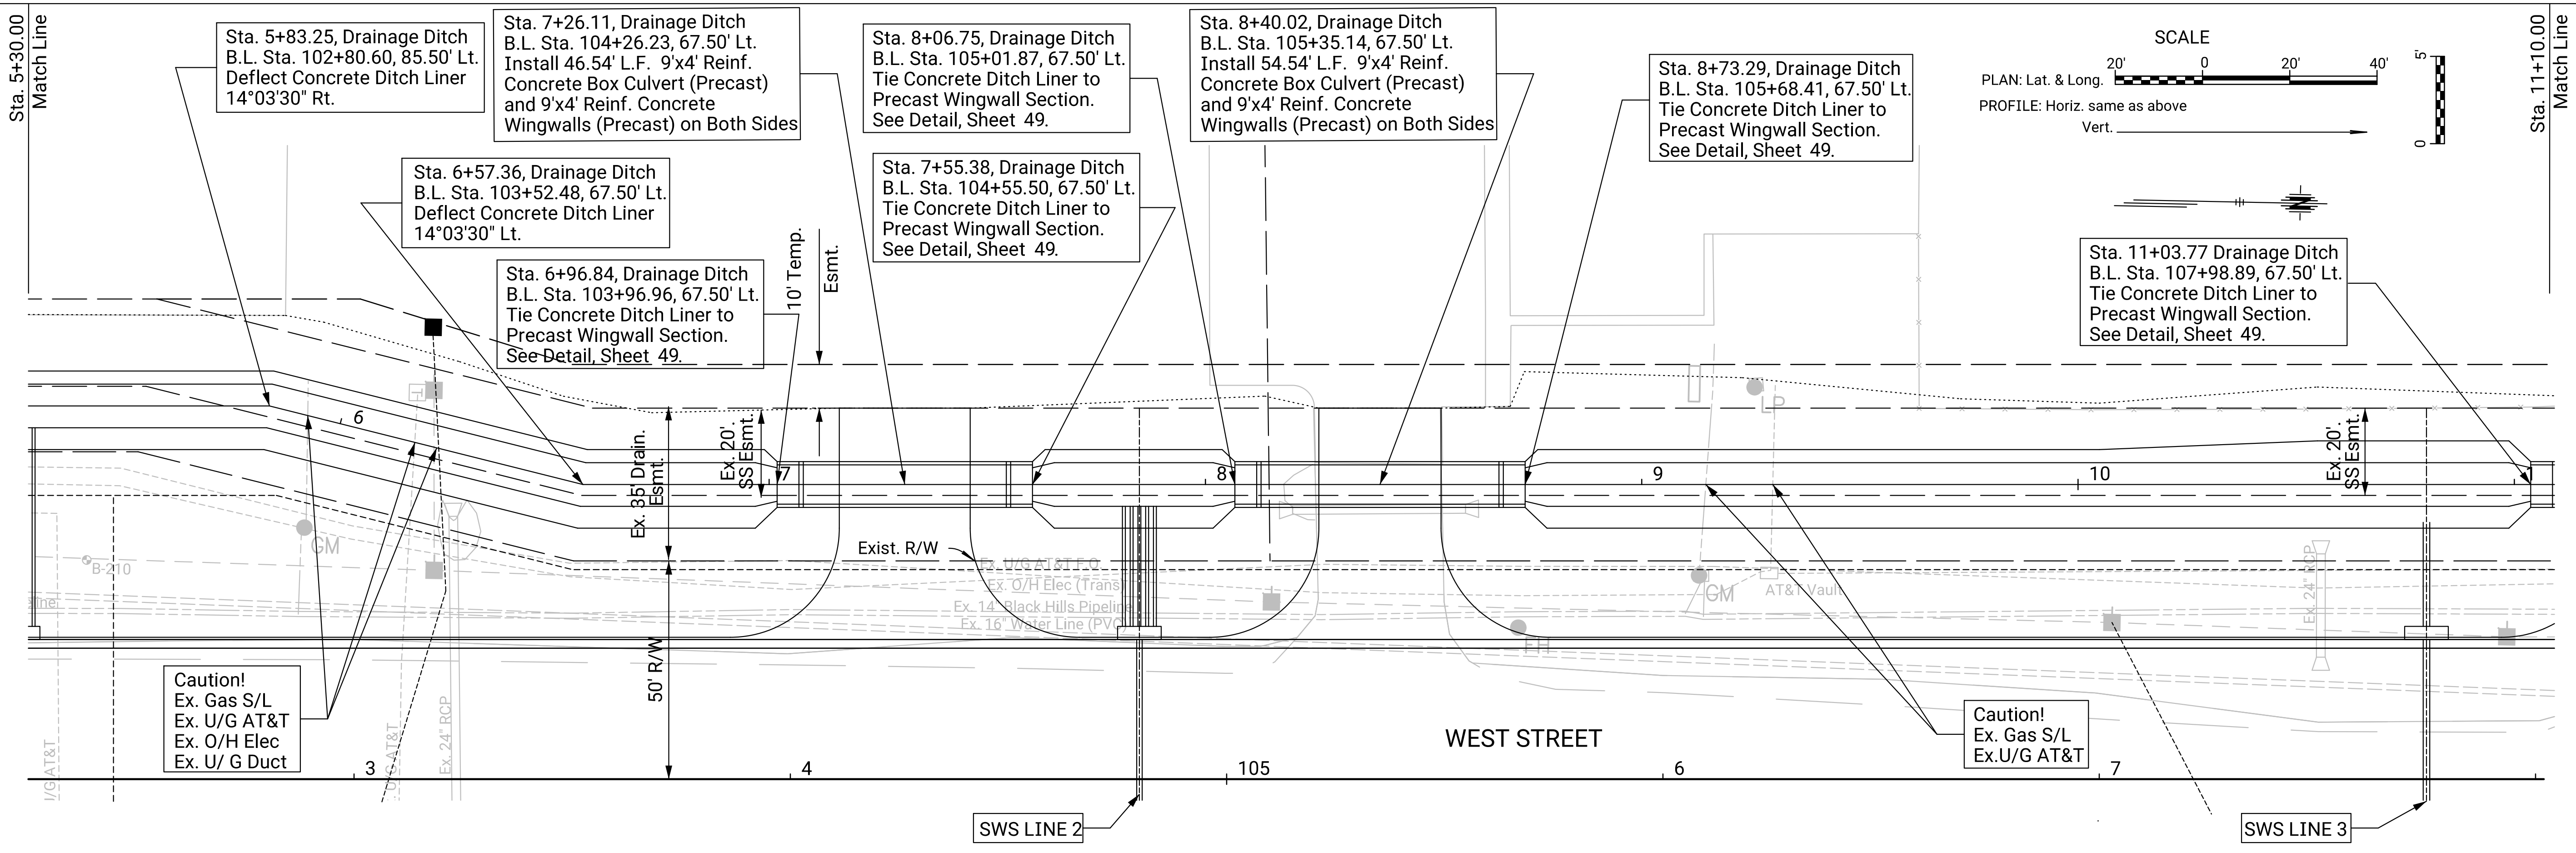 Sta. 5+30.00
Match Line
Sta. 5+83.25, Drainage Ditch
B.L. Sta. 102+80.60, 85.50' Lt.
Deflect Concrete Ditch Liner
14°03'30" Rt.
Sta. 7+26.11, Drainage Ditch
B.L. Sta. 104+26.23, 67.50' Lt.
Install 46.54' L.F. 9'x4' Reinf.
Concrete Box Culvert (Precast)
and 9'x4' Reinf. Concrete
Wingwalls (Precast) on Both Sides
Sta. 8+06.75, Drainage Ditch
B.L. Sta. 105+01.87, 67.50' Lt.
Tie Concrete Ditch Liner to
Precast Wingwall Section.
See Detail, Sheet 49.
Sta. 8+40.02, Drainage Ditch
B.L. Sta. 105+35.14, 67.50' Lt.
Install 54.54' L.F. 9'x4' Reinf.
Concrete Box Culvert (Precast)
and 9'x4' Reinf. Concrete
Wingwalls (Precast) on Both Sides
Sta. 8+73.29, Drainage Ditch
B.L. Sta. 105+68.41, 67.50' Lt.
Tie Concrete Ditch Liner to
Precast Wingwall Section.
See Detail, Sheet 49.
SCALE
20' 0 20' 40'
PLAN: Lat. & Long.
PROFILE: Horiz. same as above
Vert.
5'
0
Sta. 11+10.00
Match Line
N
Sta. 6+57.36, Drainage Ditch
B.L. Sta. 103+52.48, 67.50' Lt.
Deflect Concrete Ditch Liner
14°03'30" Lt.
Sta. 7+55.38, Drainage Ditch
B.L. Sta. 104+55.50, 67.50' Lt.
Tie Concrete Ditch Liner to
Precast Wingwall Section.
See Detail, Sheet 49.
Sta. 6+96.84, Drainage Ditch
B.L. Sta. 103+96.96, 67.50' Lt.
Tie Concrete Ditch Liner to
Precast Wingwall Section.
See Detail, Sheet 49.
10' Temp.
Esmt.
Sta. 11+03.77 Drainage Ditch
B.L. Sta. 107+98.89, 67.50' Lt.
Tie Concrete Ditch Liner to
Precast Wingwall Section.
See Detail, Sheet 49.
6
7
8
9
10
Ex. 35' Drain.
Esmt.
Ex. 20'.
SS Esmt.
Ex. 20'.
SS Esmt.
LP
GM
B-210
Exist. R/W
Ex. U/G AT&T F.O.
Ex. O/H Elec (Trans)
Ex. 14" Black Hills Pipeline
Ex. 16" Water Line (PVC)
GM
AT&T Vault
FH
Ex. 24" RCP
line
50' R/W
Caution!
Ex. Gas S/L
Ex. U/G AT&T
Ex. O/H Elec
Ex. U/ G Duct
U/G AT&T
U/G AT&T
Ex. 24" RCP
WEST STREET
Caution!
Ex. Gas S/L
Ex.U/G AT&T
3
4
105
6
7
SWS LINE 2
SWS LINE 3